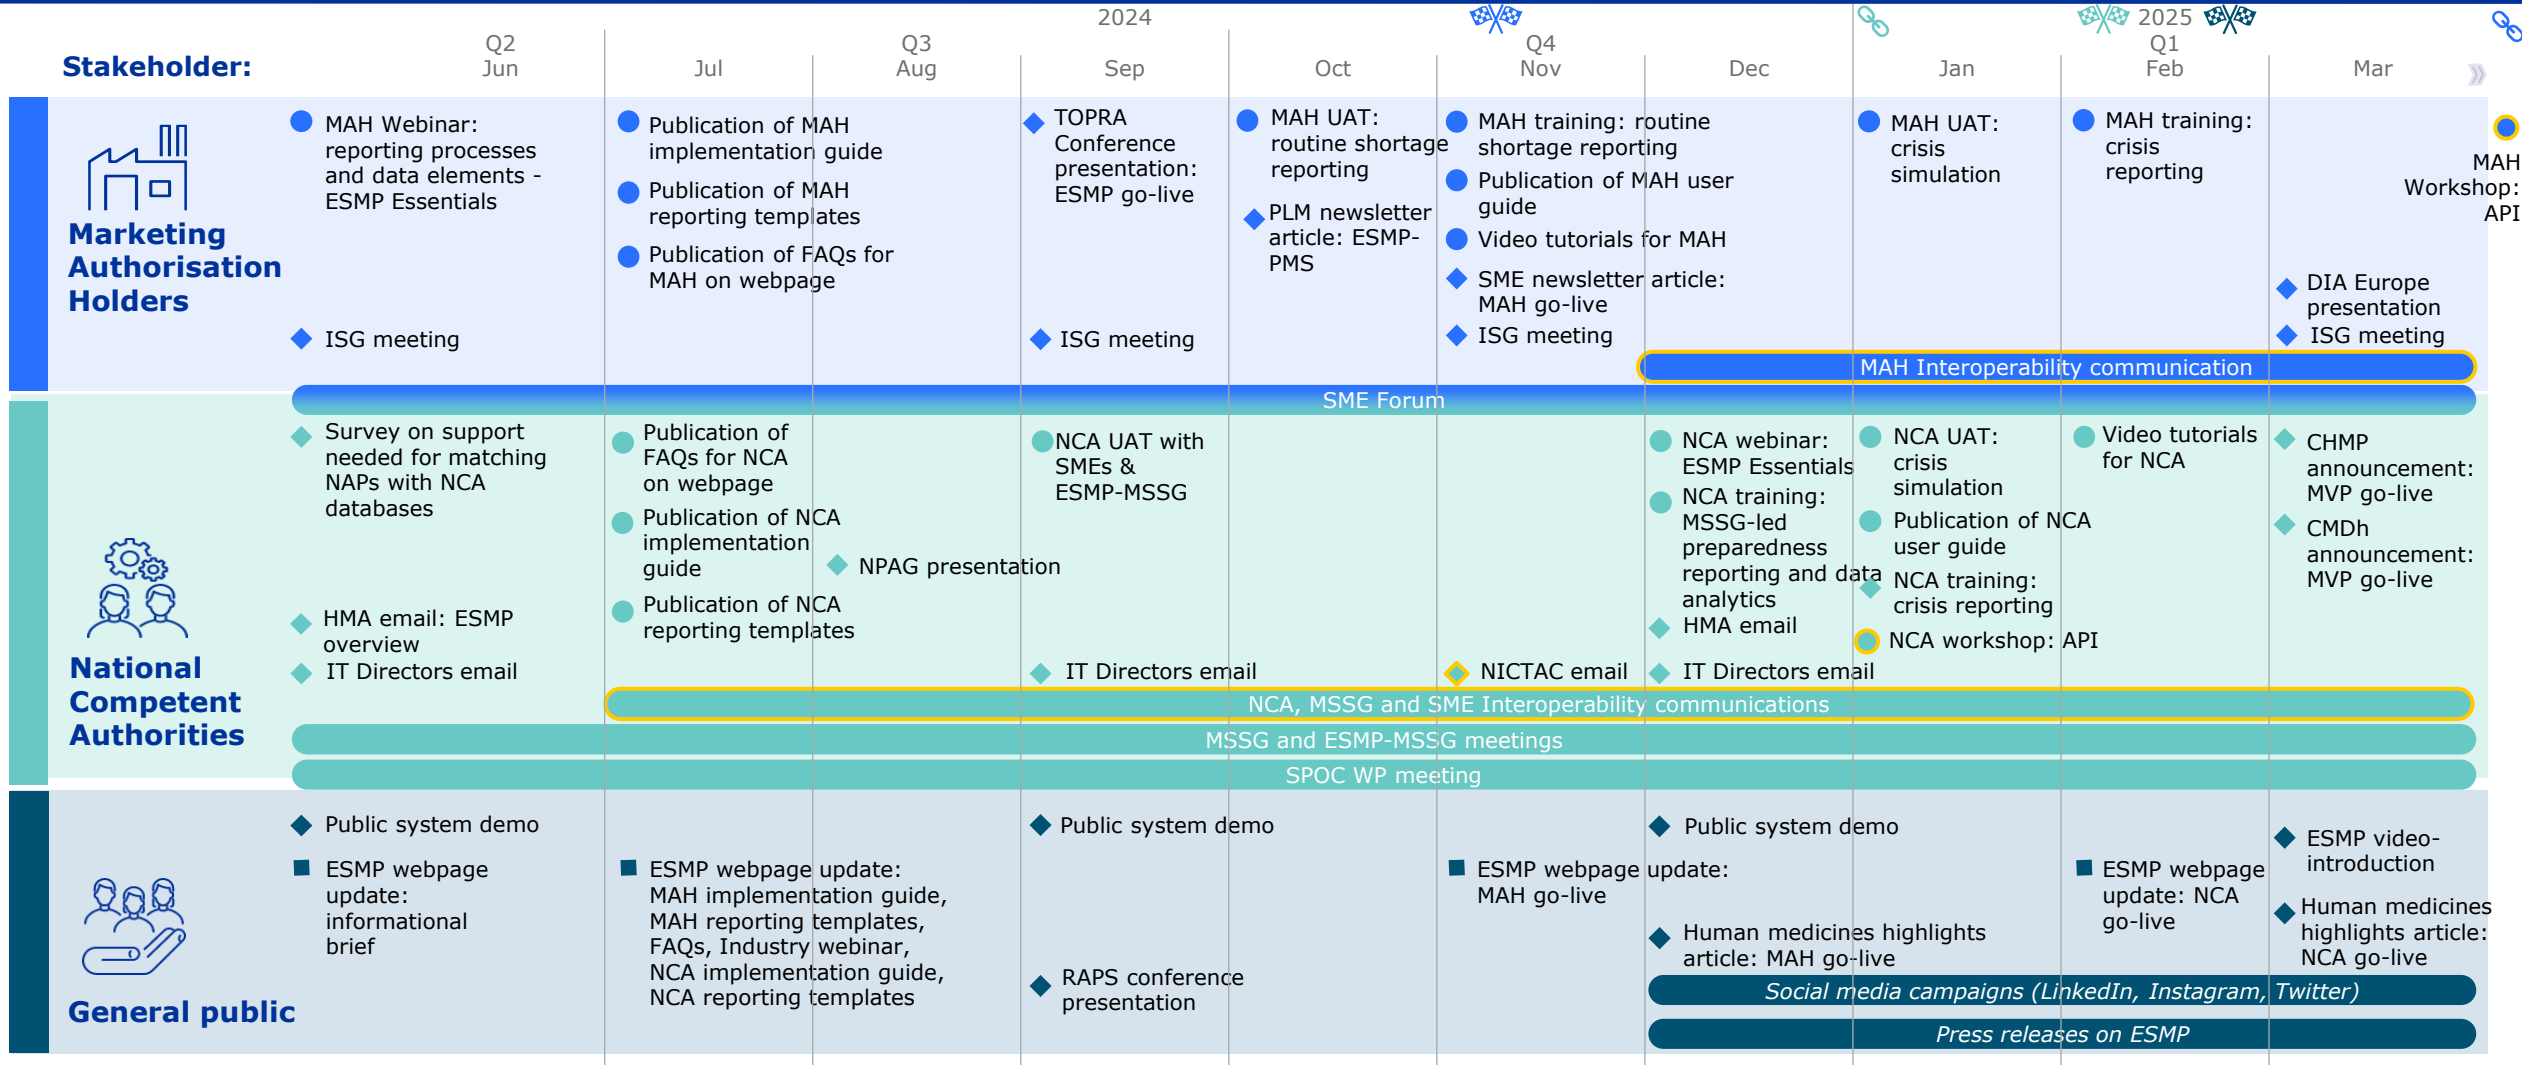 2024
2025
Q2
Q3
Q4
Q1
Stakeholder:
Jun
Jul
Aug
Sep
Oct
Nov
Dec
Jan
Feb
Mar
Marketing
Authorisation
Holders
MAH Webinar:
reporting processes
and data elements -
ESMP Essentials
ISG meeting
Publication of MAH
implementation guide
Publication of MAH
reporting templates
Publication of FAQs for
MAH on webpage
TOPRA
Conference
presentation:
ESMP go-live
ISG meeting
MAH UAT:
routine shortage
reporting
PLM newsletter
article: ESMP-
PMS
MAH training: routine
shortage reporting
Publication of MAH user
guide
Video tutorials for MAH
SME newsletter article:
MAH go-live
ISG meeting
MAH UAT:
crisis
simulation
MAH training:
crisis
reporting
DIA Europe
presentation
ISG meeting
MAH
Workshop:
API
MAH Interoperability communication
SME Forum
National
Competent
Authorities
Survey on support
needed for matching
NAPs with NCA
databases
HMA email: ESMP
overview
IT Directors email
Publication of
FAQs for NCA
on webpage
Publication of NCA
implementation
guide
Publication of NCA
reporting templates
NPAG presentation
NCA UAT with
SMEs &
ESMP-MSSG
IT Directors email
NICTAC email
NCA webinar:
ESMP Essentials
NCA training:
MSSG-led
preparedness
reporting and data
analytics
HMA email
IT Directors email
NCA UAT:
crisis
simulation
Publication of NCA
user guide
NCA training:
crisis reporting
NCA workshop: API
Video tutorials
for NCA
CHMP
announcement:
MVP go-live
CMDh
announcement:
MVP go-live
NCA, MSSG and SME Interoperability communications
MSSG and ESMP-MSSG meetings
SPOC WP meeting
General public
Public system demo
ESMP webpage
update:
informational
brief
ESMP webpage update:
MAH implementation guide,
MAH reporting templates,
FAQs, Industry webinar,
NCA implementation guide,
NCA reporting templates
Public system demo
RAPS conference
presentation
ESMP webpage update:
MAH go-live
Public system demo
Human medicines highlights
article: MAH go-live
ESMP webpage
update: NCA
go-live
ESMP video-
introduction
Human medicines
highlights article:
NCA go-live
Social media campaigns (LinkedIn, Instagram, Twitter)
Press releases on ESMP